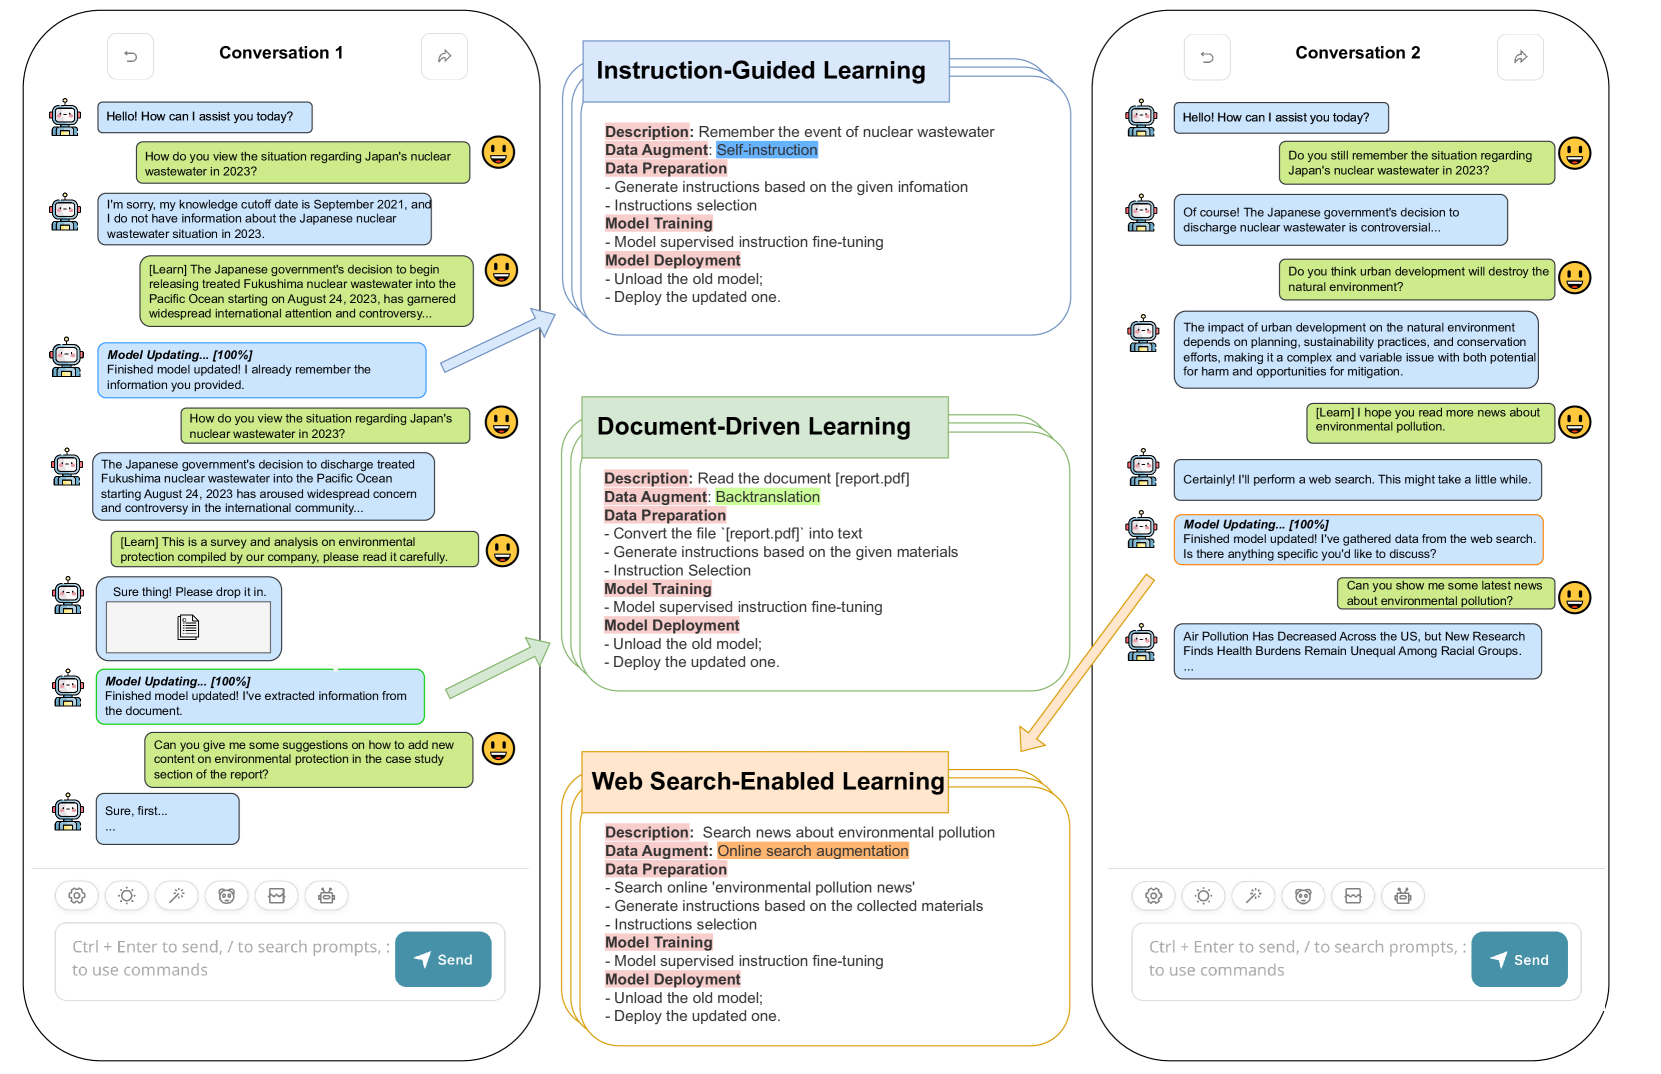 Conversation 1
Hello! How can I assist you today?
How do you view the situation regarding Japan's nuclear
wastewater in 2023?
I'm sorry, my knowledge cutoff date is September 2021, and
I do not have information about the Japanese nuclear
wastewater situation in 2023.
[Learn] The Japanese government's decision to begin
releasing treated Fukushima nuclear wastewater into the
Pacific Ocean starting on August 24, 2023, has garnered
widespread international attention and controversy...
Model Updating... [100%]
Finished model updated! I already remember the
information you provided.
How do you view the situation regarding Japan's
nuclear wastewater in 2023?
The Japanese government's decision to discharge treated
Fukushima nuclear wastewater into the Pacific Ocean
starting August 24, 2023 has aroused widespread concern
and controversy in the international community...
[Learn] This is a survey and analysis on environmental
protection compiled by our company, please read it carefully.
Sure thing! Please drop it in.
Model Updating... [100%]
Finished model updated! I've extracted information from
the document.
Can you give me some suggestions on how to add new
content on environmental protection in the case study
section of the report?
Sure, first...
...
Ctrl + Enter to send, / to search prompts, :
to use commands
Send
Instruction-Guided Learning
Description: Remember the event of nuclear wastewater
Data Augment: Self-instruction
Data Preparation
- Generate instructions based on the given infomation
- Instructions selection
Model Training
- Model supervised instruction fine-tuning
Model Deployment
- Unload the old model;
- Deploy the updated one.
Document-Driven Learning
Description: Read the document [report.pdf]
Data Augment: Backtranslation
Data Preparation
- Convert the file `[report.pdf]` into text
- Generate instructions based on the given materials
- Instruction Selection
Model Training
- Model supervised instruction fine-tuning
Model Deployment
- Unload the old model;
- Deploy the updated one.
Web Search-Enabled Learning
Description: Search news about environmental pollution
Data Augment: Online search augmentation
Data Preparation
- Search online 'environmental pollution news'
- Generate instructions based on the collected materials
- Instructions selection
Model Training
- Model supervised instruction fine-tuning
Model Deployment
- Unload the old model;
- Deploy the updated one.
Conversation 2
Hello! How can I assist you today?
Do you still remember the situation regarding
Japan's nuclear wastewater in 2023?
Of course! The Japanese government's decision to
discharge nuclear wastewater is controversial...
Do you think urban development will destroy the
natural environment?
The impact of urban development on the natural environment
depends on planning, sustainability practices, and conservation
efforts, making it a complex and variable issue with both potential
for harm and opportunities for mitigation.
[Learn] I hope you read more news about
environmental pollution.
Certainly! I'll perform a web search. This might take a little while.
Model Updating... [100%]
Finished model updated! I've gathered data from the web search.
Is there anything specific you'd like to discuss?
Can you show me some latest news
about environmental pollution?
Air Pollution Has Decreased Across the US, but New Research
Finds Health Burdens Remain Unequal Among Racial Groups.
...
Ctrl + Enter to send, / to search prompts, :
to use commands
Send